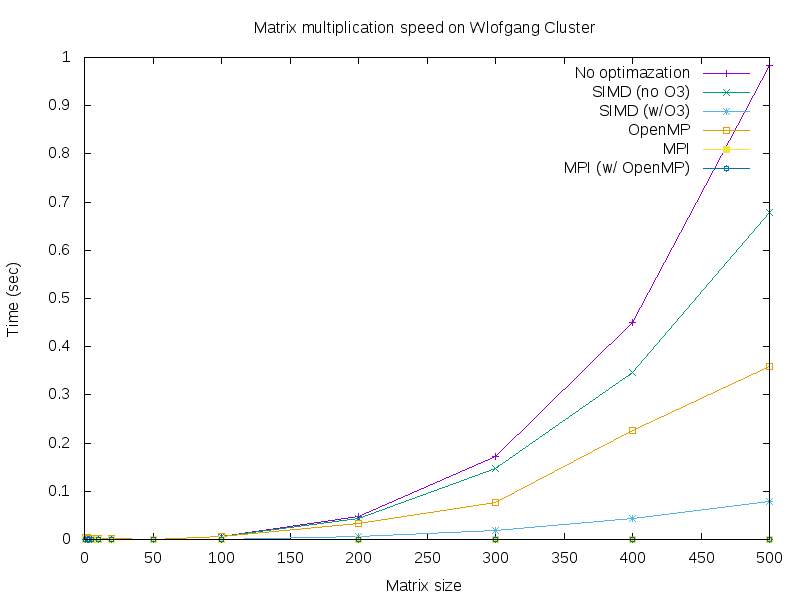 Matrix multiplication speed on Wlofgang Cluster
1
0.9
0.8
0.7
0.6
0.5
0.4
0.3
0.2
0.1
0
Time (sec)
No optimazation
SIMD (no O3)
SIMD (w/O3)
OpenMP
MPI
MPI (w/ OpenMP)
0 50 100 150 200 250 300 350 400 450 500
Matrix size